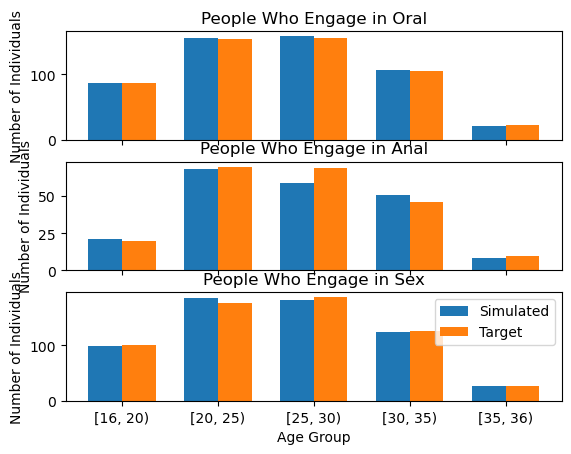 People Who Engage in Oral
Number of Individuals
100
0
People Who Engage in Anal
Number of Individuals
50
25
0
People Who Engage in Sex
Number of Individuals
100
0
Simulated
Target
[16, 20) [20, 25) [25, 30) [30, 35) [35, 36)
Age Group